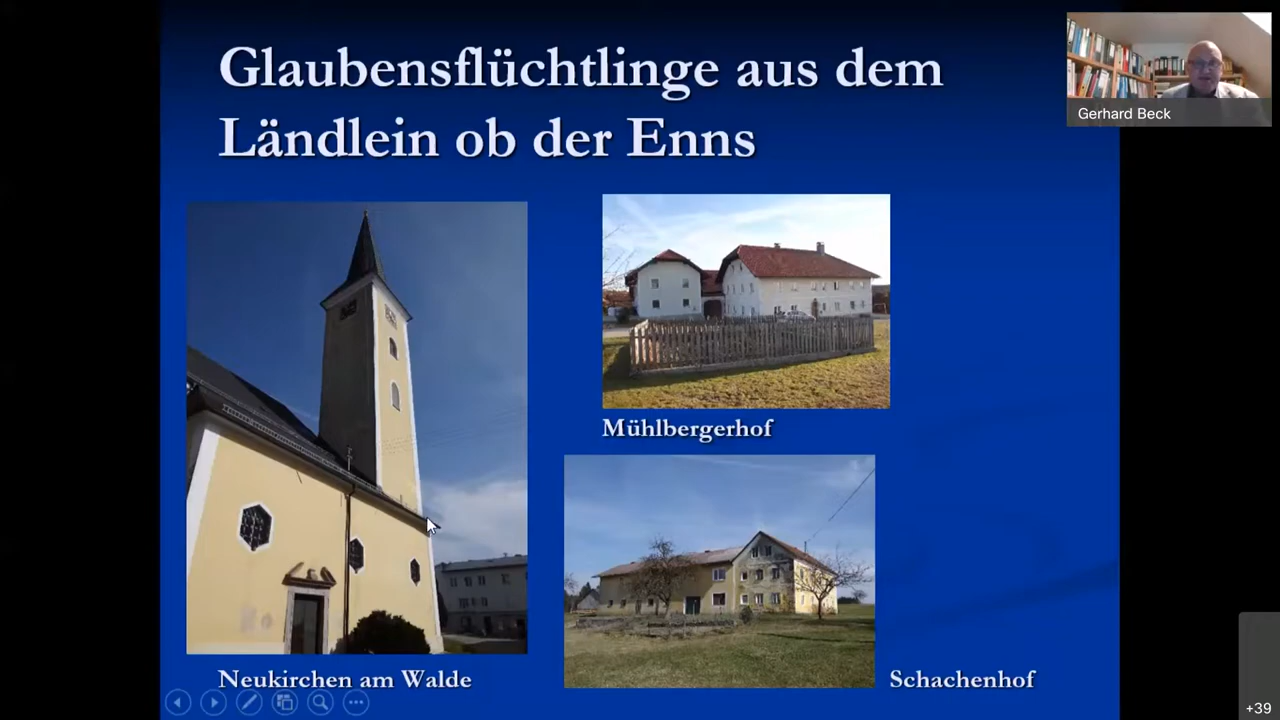 Glaubensflüchtlinge aus dem
Ländlein ob der Enns
Gerhard Beck
Mühlbergerhof
Neukirchen am Walde
Schachenhof
+39